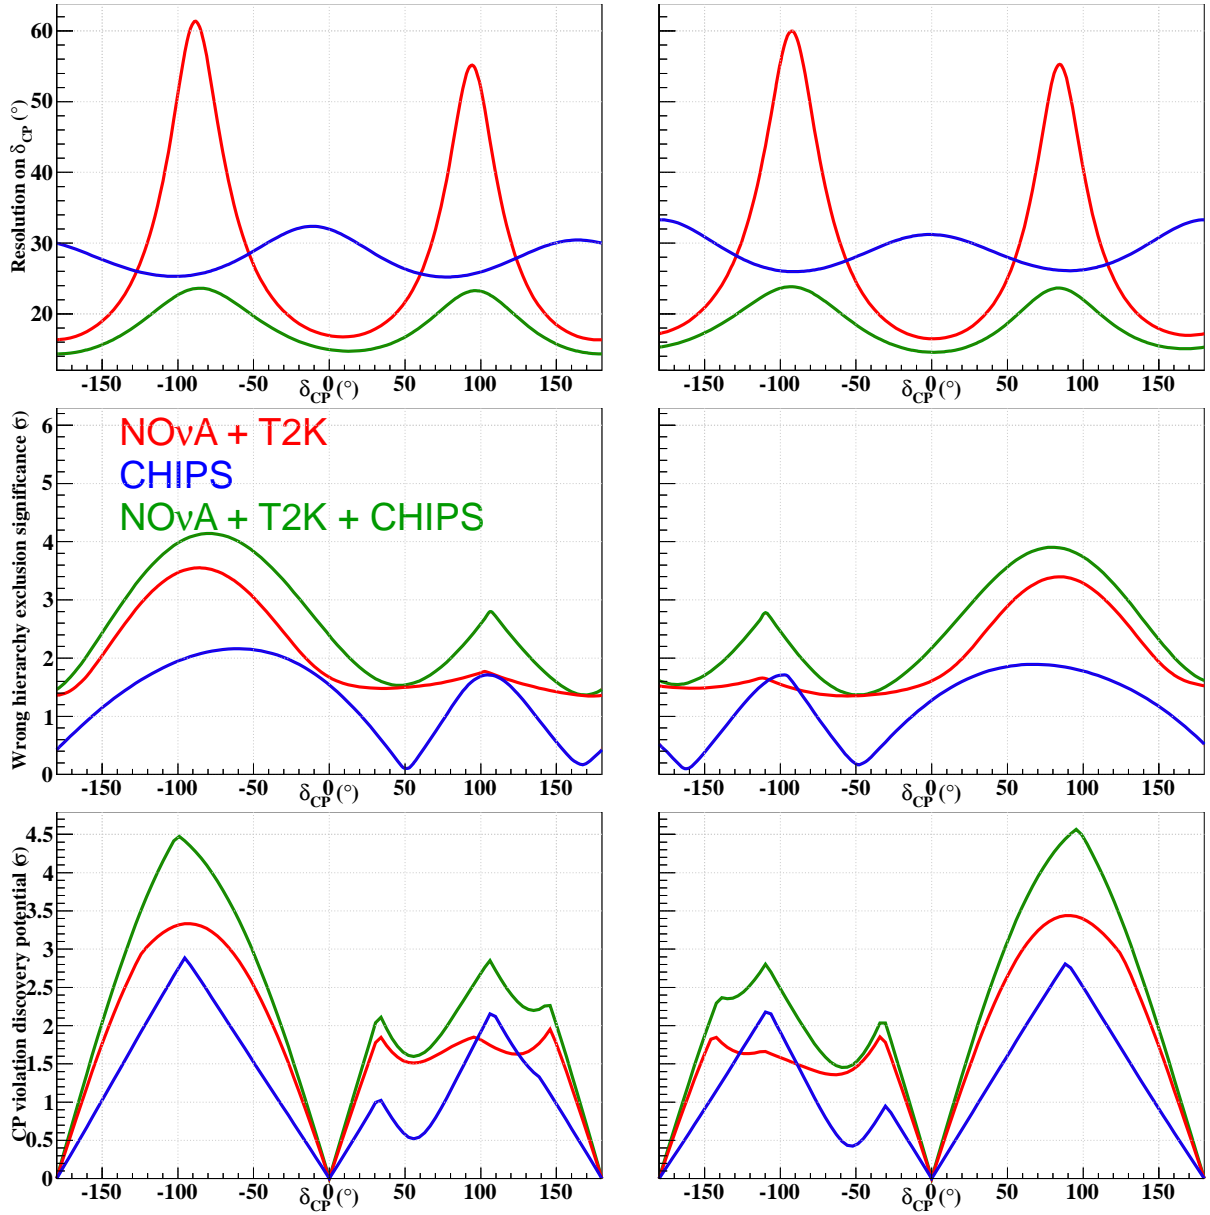 Resolution on δCP (°)
60
50
40
30
20
-150 -100 -50 0 50 100 150
δCP (°)
-150 -100 -50 0 50 100 150
δCP (°)
Wrong hierarchy exclusion significance (σ)
6
5
4
3
2
1
0
NOνA + T2K
CHIPS
NOνA + T2K + CHIPS
-150 -100 -50 0 50 100 150
δCP (°)
-150 -100 -50 0 50 100 150
δCP (°)
CP violation discovery potential (σ)
4.5
4
3.5
3
2.5
2
1.5
1
0.5
0
-150 -100 -50 0 50 100 150
δCP (°)
-150 -100 -50 0 50 100 150
δCP (°)